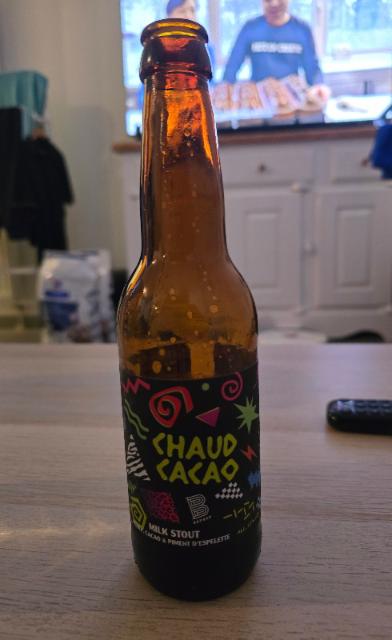 CHAUD
CACAO
B
MILK STOUT
CACAO & PIMENT D'ESPELETTE